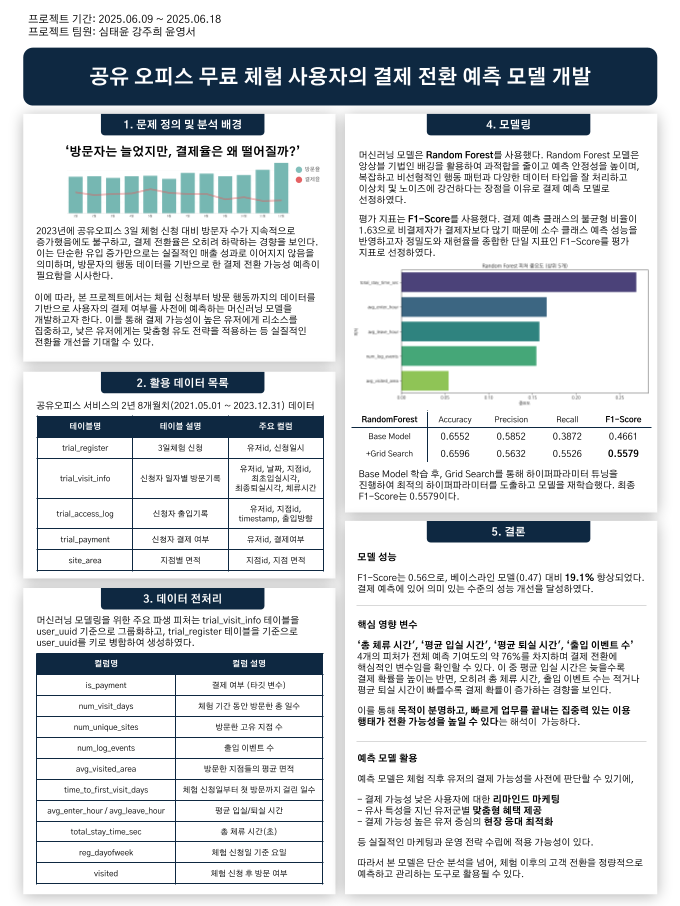 프로젝트 기간: 2025.06.09 ~ 2025.06.18
프로젝트 팀원: 심태윤 강주희 윤영서
공유 오피스 무료 체험 사용자의 결제 전환 예측 모델 개발
1. 문제 정의 및 분석 배경
‘방문자는 늘었지만, 결제율은 왜 떨어질까?’
방문율
결제율
2023년에 공유오피스 3일 체험 신청 대비 방문자 수가 지속적으로
증가했음에도 불구하고, 결제 전환율은 오히려 하락하는 경향을 보인다.
이는 단순한 유입 증가만으로는 실질적인 매출 성과로 이어지지 않음을
의미하며, 방문자의 행동 데이터를 기반으로 한 결제 전환 가능성 예측이
필요함을 시사한다.
이에 따라, 본 프로젝트에서는 체험 신청부터 방문 행동까지의 데이터를
기반으로 사용자의 결제 여부를 사전에 예측하는 머신러닝 모델을
개발하고자 한다. 이를 통해 결제 가능성이 높은 유저에게 리소스를
집중하고, 낮은 유저에게는 맞춤형 유도 전략을 적용하는 등 실질적인
전환율 개선을 기대할 수 있다.
2. 활용 데이터 목록
공유오피스 서비스의 2년 8개월치(2021.05.01 ~ 2023.12.31) 데이터
테이블명 테이블 설명 주요 컬럼
trial_register 3일체험 신청 유저id, 신청일시
trial_visit_info 신청자 일자별 방문기록 유저id, 날짜, 지점id,
최초입실시각,
최종퇴실시각, 체류시간
trial_access_log 신청자 출입기록 유저id, 지점id,
timestamp, 출입방향
trial_payment 신청자 결제 여부 유저id, 결제여부
site_area 지점별 면적 지점id, 지점 면적
3. 데이터 전처리
머신러닝 모델링을 위한 주요 파생 피처는 trial_visit_info 테이블을
user_uuid 기준으로 그룹화하고, trial_register 테이블을 기준으로
user_uuid를 키로 병합하여 생성하였다.
컬럼명 컬럼 설명
is_payment 결제 여부 (타깃 변수)
num_visit_days 체험 기간 동안 방문한 총 일수
num_unique_sites 방문한 고유 지점 수
num_log_events 출입 이벤트 수
avg_visited_area 방문한 지점들의 평균 면적
time_to_first_visit_days 체험 신청일부터 첫 방문까지 걸린 일수
avg_enter_hour / avg_leave_hour 평균 입실/퇴실 시간
total_stay_time_sec 총 체류 시간(초)
reg_dayofweek 체험 신청일 기준 요일
visited 체험 신청 후 방문 여부
4. 모델링
머신러닝 모델은 Random Forest를 사용했다. Random Forest 모델은
앙상블 기법인 배깅을 활용하여 과적합을 줄이고 예측 안정성을 높이며,
복잡하고 비선형적인 행동 패턴과 다양한 데이터 타입을 잘 처리하고
이상치 및 노이즈에 강건하다는 장점을 이유로 결제 예측 모델로
선정하였다.
평가 지표는 F1-Score를 사용했다. 결제 예측 클래스의 불균형 비율이
1.63으로 비결제자가 결제자보다 많기 때문에 소수 클래스 예측 성능을
반영하고자 정밀도와 재현율을 종합한 단일 지표인 F1-Score를 평가
지표로 선정하였다.
Random Forest 피처 중요도 (상위 5개)
total_stay_time_sec
avg_enter_hour
avg_leave_hour
num_log_events
avg_visited_area
0.00 0.05 0.10 0.15 0.20 0.25
중요도
RandomForest Accuracy Precision Recall F1-Score
Base Model 0.6552 0.5852 0.3872 0.4661
+Grid Search 0.6596 0.5632 0.5526 0.5579
Base Model 학습 후, Grid Search를 통해 하이퍼파라미터 튜닝을
진행하여 최적의 하이퍼파라미터를 도출하고 모델을 재학습했다. 최종
F1-Score는 0.5579이다.
5. 결론
모델 성능
F1-Score는 0.56으로, 베이스라인 모델(0.47) 대비 19.1% 향상되었다.
결제 예측에 있어 의미 있는 수준의 성능 개선을 달성하였다.
핵심 영향 변수
‘총 체류 시간’, ‘평균 입실 시간’, ‘평균 퇴실 시간’, ‘출입 이벤트 수’
4개의 피처가 전체 예측 기여도의 약 76%를 차지하며 결제 전환에
핵심적인 변수임을 확인할 수 있다. 이 중 평균 입실 시간은 늦을수록
결제 확률을 높이는 반면, 오히려 총 체류 시간, 출입 이벤트 수는 적거나
평균 퇴실 시간이 빠를수록 결제 확률이 증가하는 경향을 보인다.
이를 통해 목적이 분명하고, 빠르게 업무를 끝내는 집중력 있는 이용
행태가 전환 가능성을 높일 수 있다는 해석이 가능하다.
예측 모델 활용
예측 모델은 체험 직후 유저의 결제 가능성을 사전에 판단할 수 있기에,
- 결제 가능성 낮은 사용자에 대한 리마인드 마케팅
- 유사 특성을 지닌 유저군별 맞춤형 혜택 제공
- 결제 가능성 높은 유저 중심의 현장 응대 최적화
등 실질적인 마케팅과 운영 전략 수립에 적용 가능성이 있다.
따라서 본 모델은 단순 분석을 넘어, 체험 이후의 고객 전환을 정량적으로
예측하고 관리하는 도구로 활용될 수 있다.